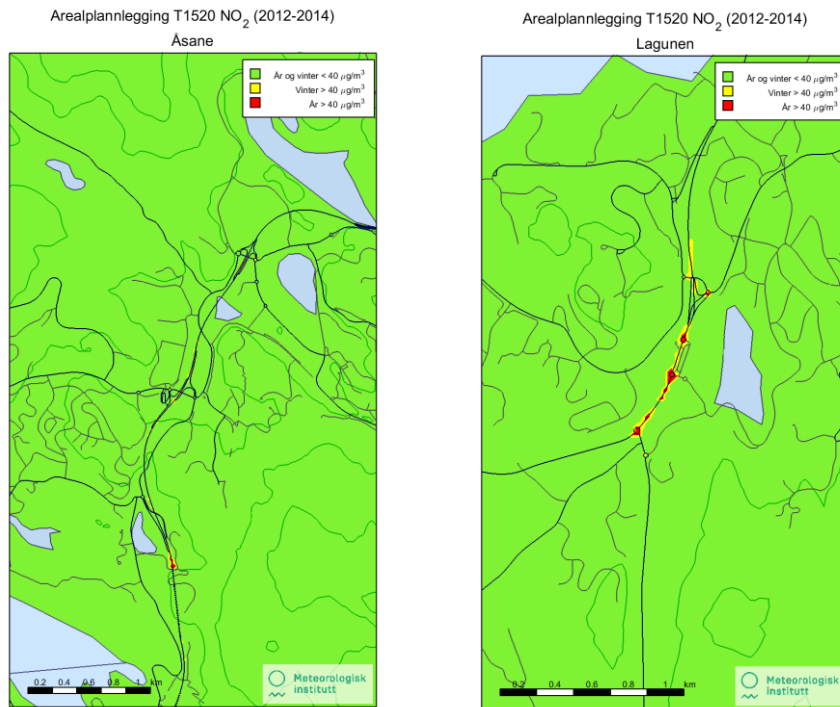 Arealplannlegging T1520 NO₂ (2012-2014)
Åsane
År og vinter < 40 µg/m³
Vinter > 40 µg/m³
År > 40 µg/m³
0.2 0.4 0.6 0.8 1 km
Meteorologisk
institutt
Arealplannlegging T1520 NO₂ (2012-2014)
Lagunen
År og vinter < 40 µg/m³
Vinter > 40 µg/m³
År > 40 µg/m³
0.2 0.4 0.6 0.8 1 km
Meteorologisk
institutt